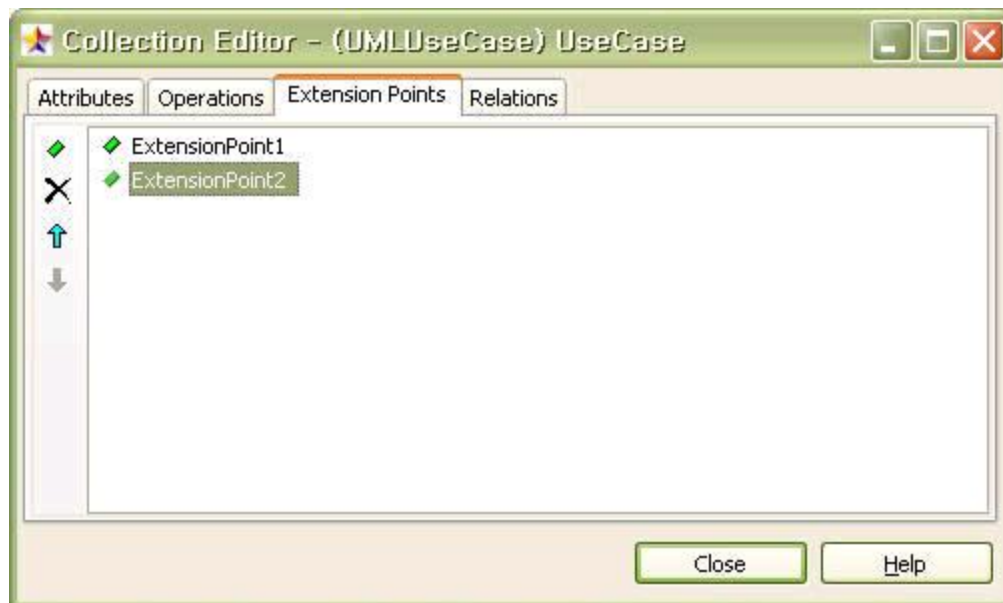 Collection Editor - (UMLUseCase) UseCase
Attributes Operations Extension Points Relations
ExtensionPoint1
ExtensionPoint2
Close Help